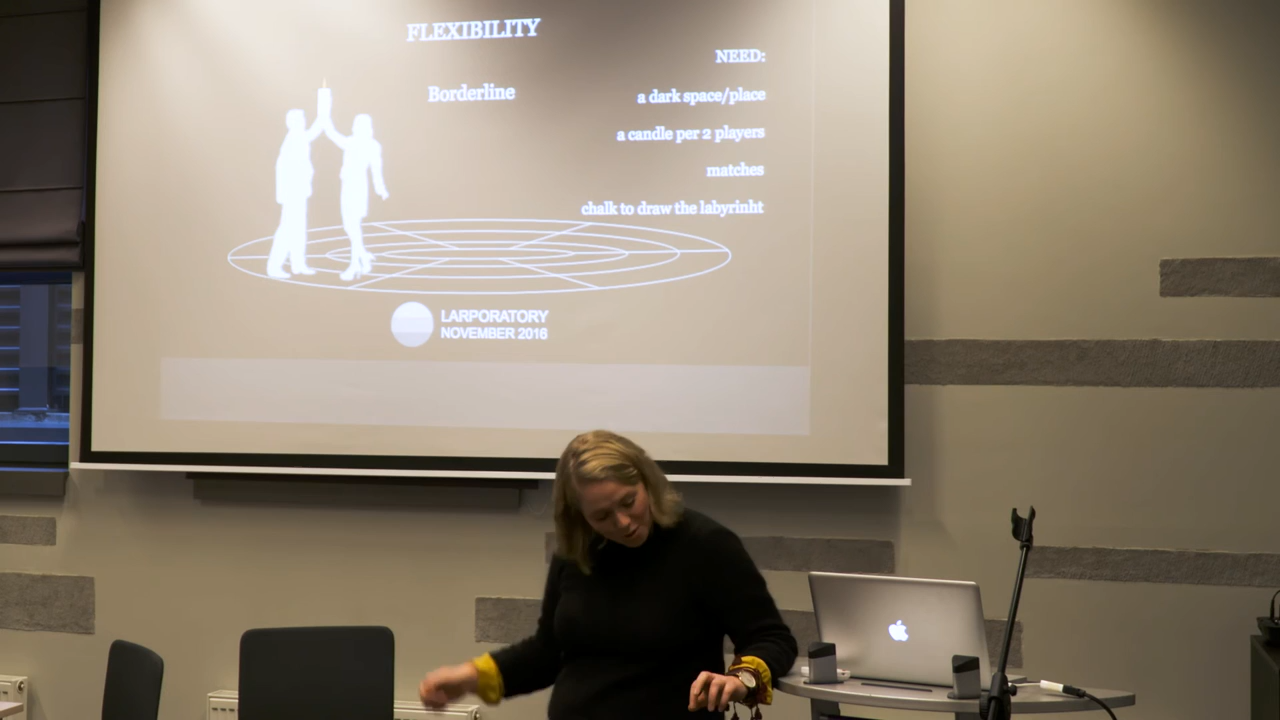 FLEXIBILITY
Borderline
NEED:
a dark space/place
a candle per 2 players
matches
chalk to draw the labyrinht
LARPORATORY
NOVEMBER 2016